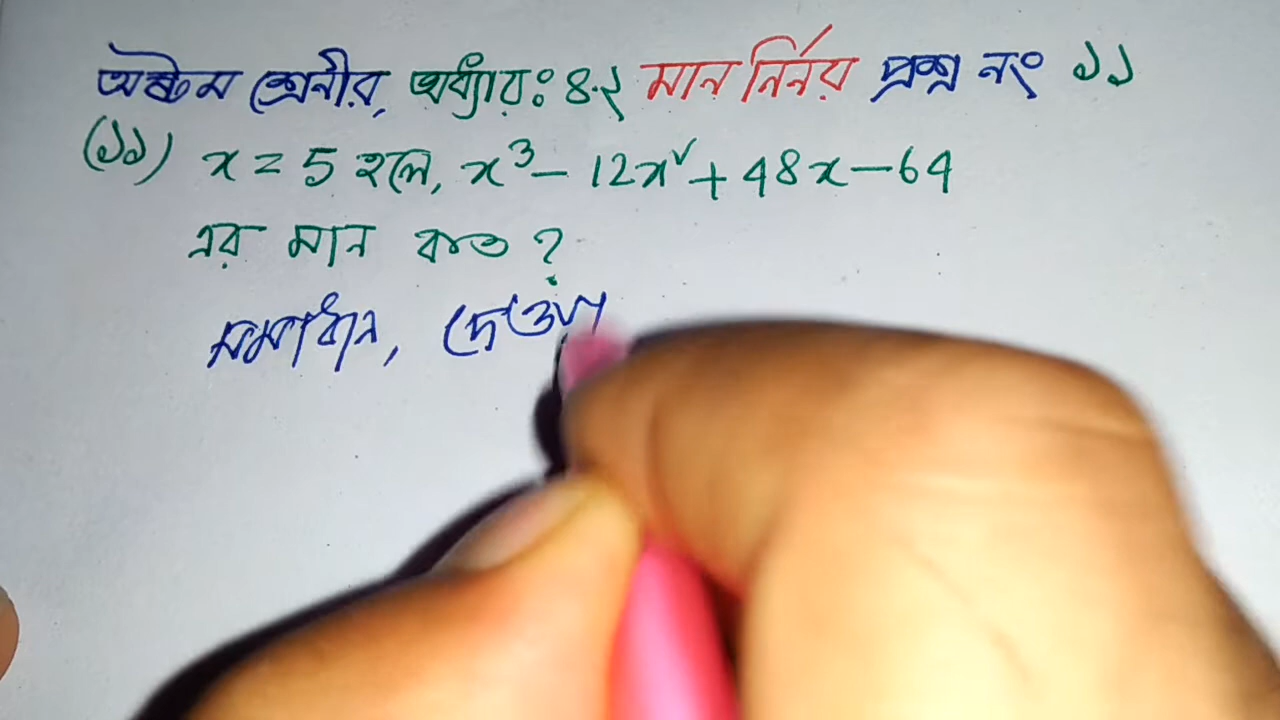 অষ্টম শ্রেনীর, অধ্যায়ঃ ৪.২ মান নির্নয় প্রশ্ন নং ১১
(১১) x = 5 হলে, x³ - 12x² + 48x - 64
এর মান কত ?
সমাধান, দেওয়া